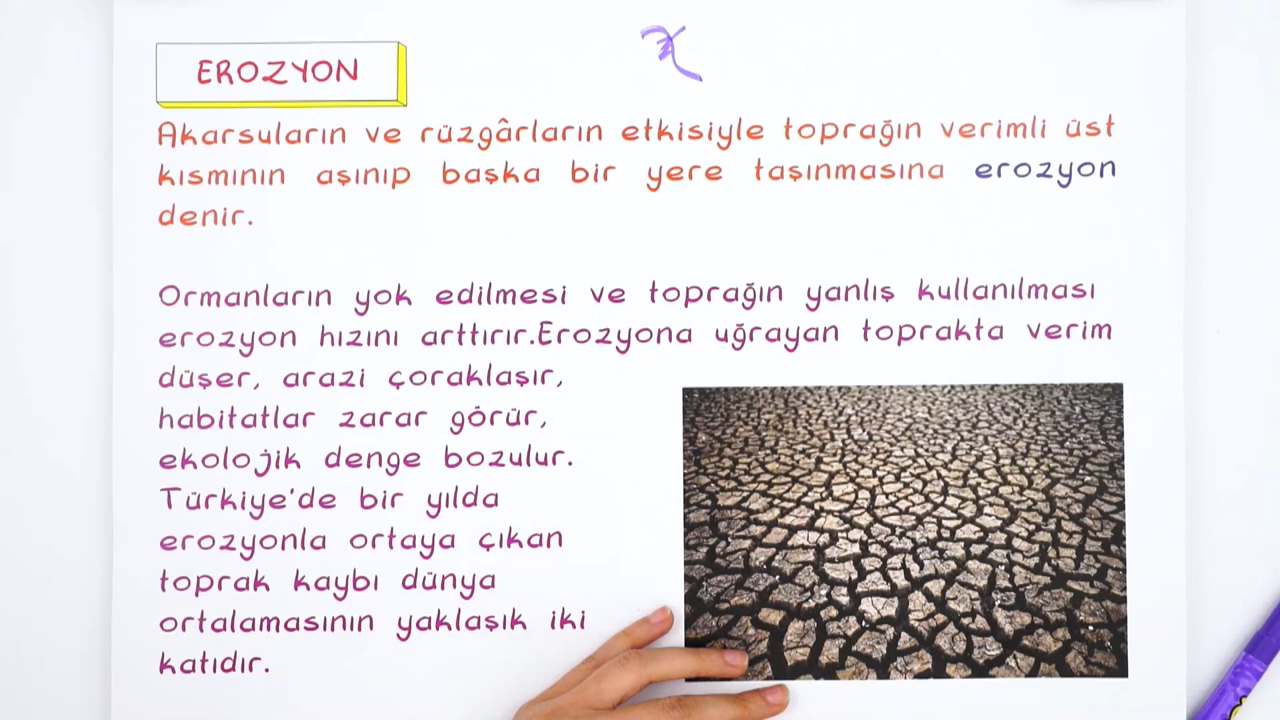 EROZYON
Akarsuların ve rüzgârların etkisiyle toprağın verimli üst
kısmının aşınıp başka bir yere taşınmasına erozyon
denir.
Ormanların yok edilmesi ve toprağın yanlış kullanılması
erozyon hızını arttırır.Erozyona uğrayan toprakta verim
düşer, arazi çoraklaşır,
habitatlar zarar görür,
ekolojik denge bozulur.
Türkiye'de bir yılda
erozyonla ortaya çıkan
toprak kaybı dünya
ortalamasının yaklaşık iki
katıdır.